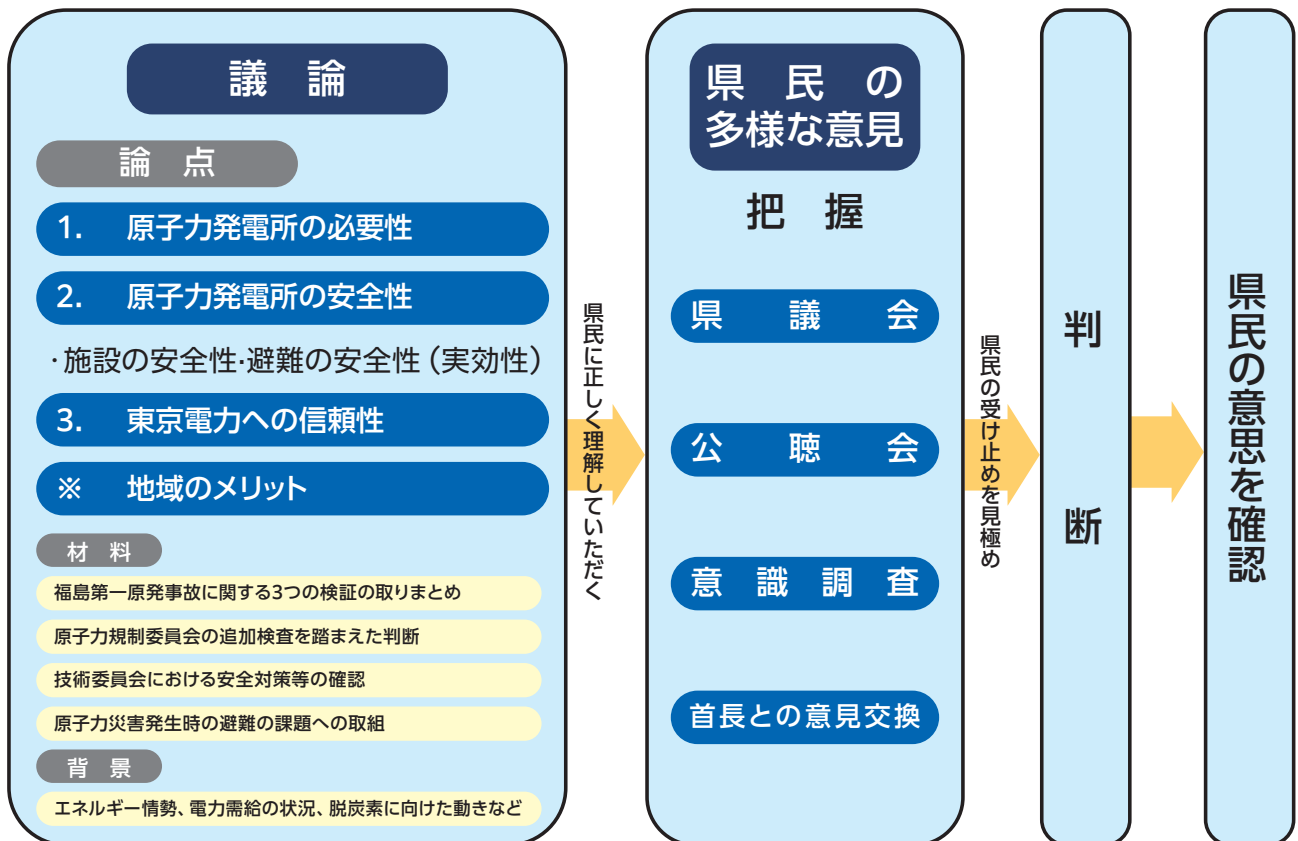 議論
論点
1. 原子力発電所の必要性
2. 原子力発電所の安全性
・施設の安全性・避難の安全性（実効性）
3. 東京電力への信頼性
※ 地域のメリット
材料
福島第一原発事故に関する3つの検証の取りまとめ
原子力規制委員会の追加検査を踏まえた判断
技術委員会における安全対策等の確認
原子力災害発生時の避難の課題への取組
背景
エネルギー情勢、電力需給の状況、脱炭素に向けた動きなど
県民に正しく理解していただく
県民の
多様な意見
把握
県議会
公聴会
意識調査
首長との意見交換
県民の受け止めを見極め
判断
県民の意思を確認